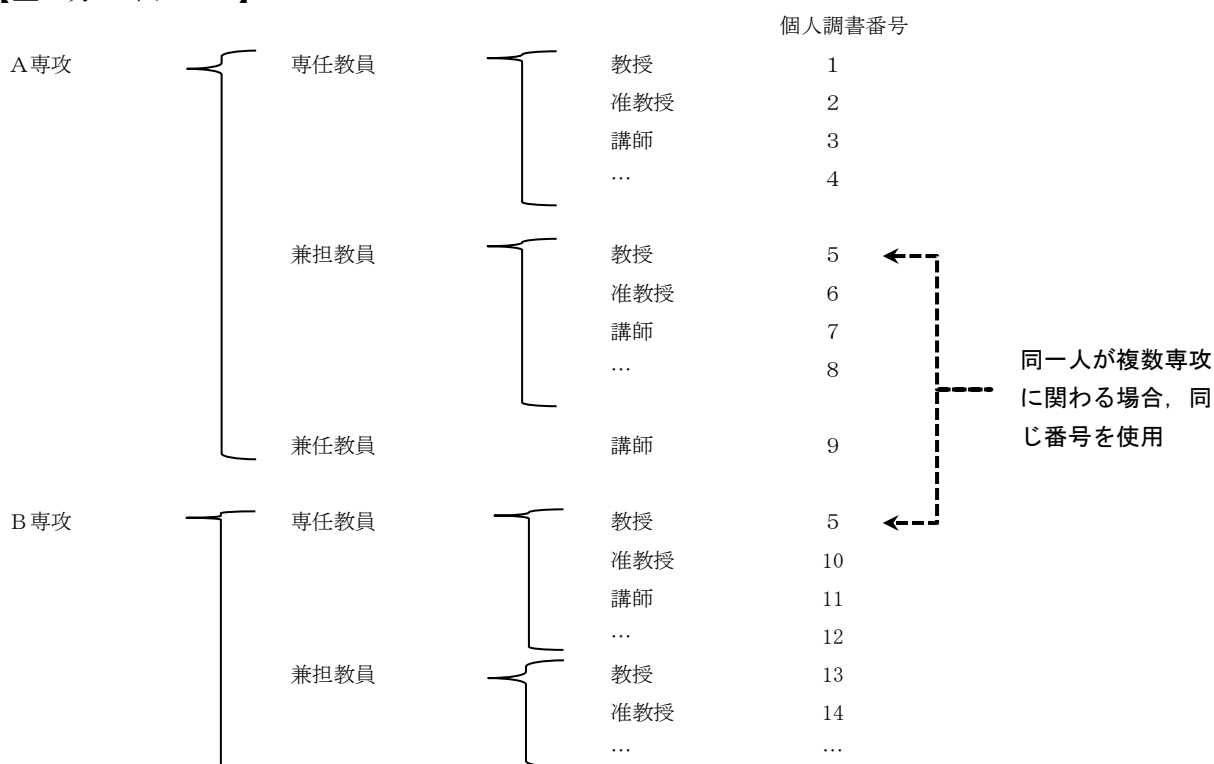 個人調書番号
A専攻 専任教員 教授 1
准教授 2
講師 3
… 4
兼担教員 教授 5
准教授 6
講師 7
… 8
同一人が複数専攻
に関わる場合，同
じ番号を使用
兼任教員 講師 9
B専攻 専任教員 教授 5
准教授 10
講師 11
… 12
兼担教員 教授 13
准教授 14
… …